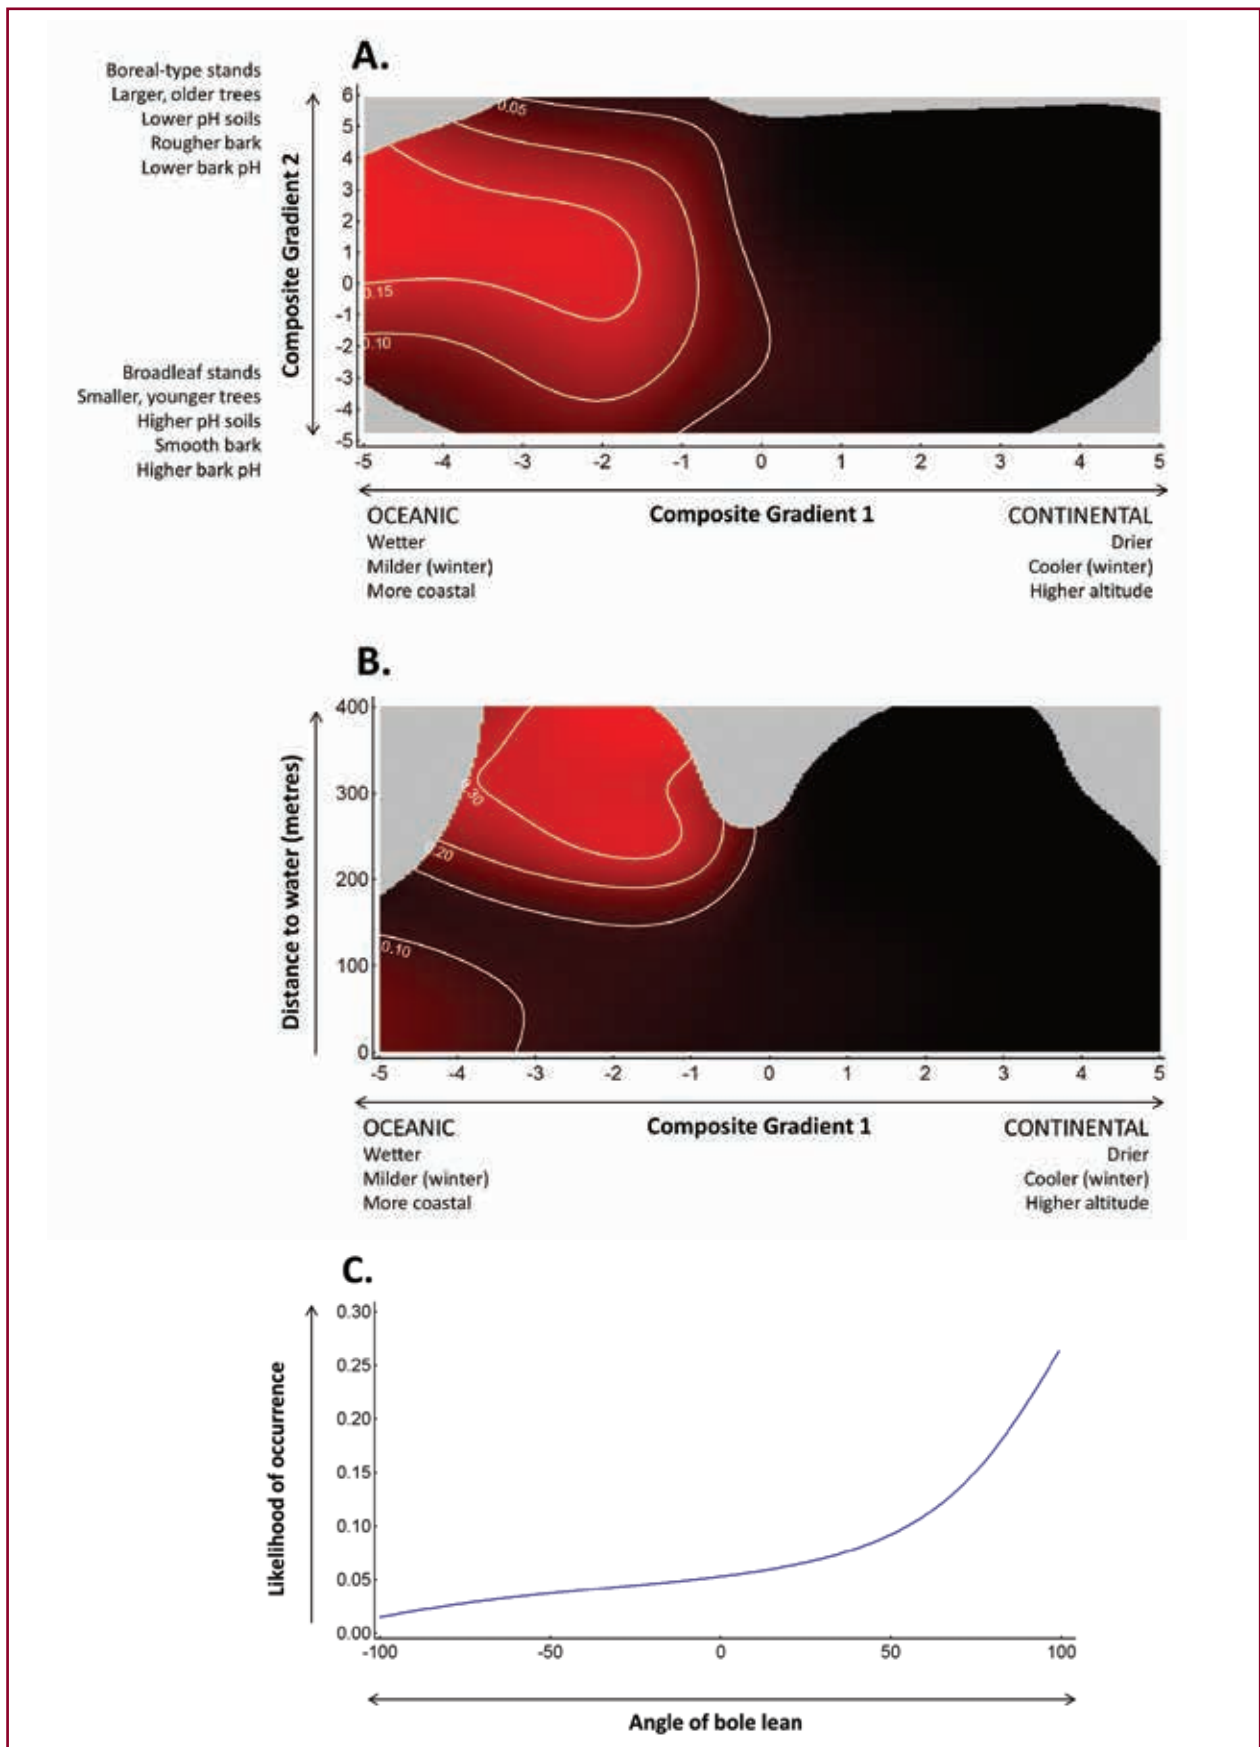 A.
Boreal-type stands
Larger, older trees
Lower pH soils
Rougher bark
Lower bark pH
Broadleaf stands
Smaller, younger trees
Higher pH soils
Smooth bark
Higher bark pH
Composite Gradient 2
6
5
4
3
2
1
0
-1
-2
-3
-4
-5
0.05
0.15
0.10
-5 -4 -3 -2 -1 0 1 2 3 4 5
OCEANIC Composite Gradient 1 CONTINENTAL
Wetter Drier
Milder (winter) Cooler (winter)
More coastal Higher altitude
B.
Distance to water (metres)
400
300
200
100
0
0.30
0.20
0.10
-5 -4 -3 -2 -1 0 1 2 3 4 5
OCEANIC Composite Gradient 1 CONTINENTAL
Wetter Drier
Milder (winter) Cooler (winter)
More coastal Higher altitude
C.
Likelihood of occurrence
0.30
0.25
0.20
0.15
0.10
0.05
0.00
-100 -50 0 50 100
Angle of bole lean